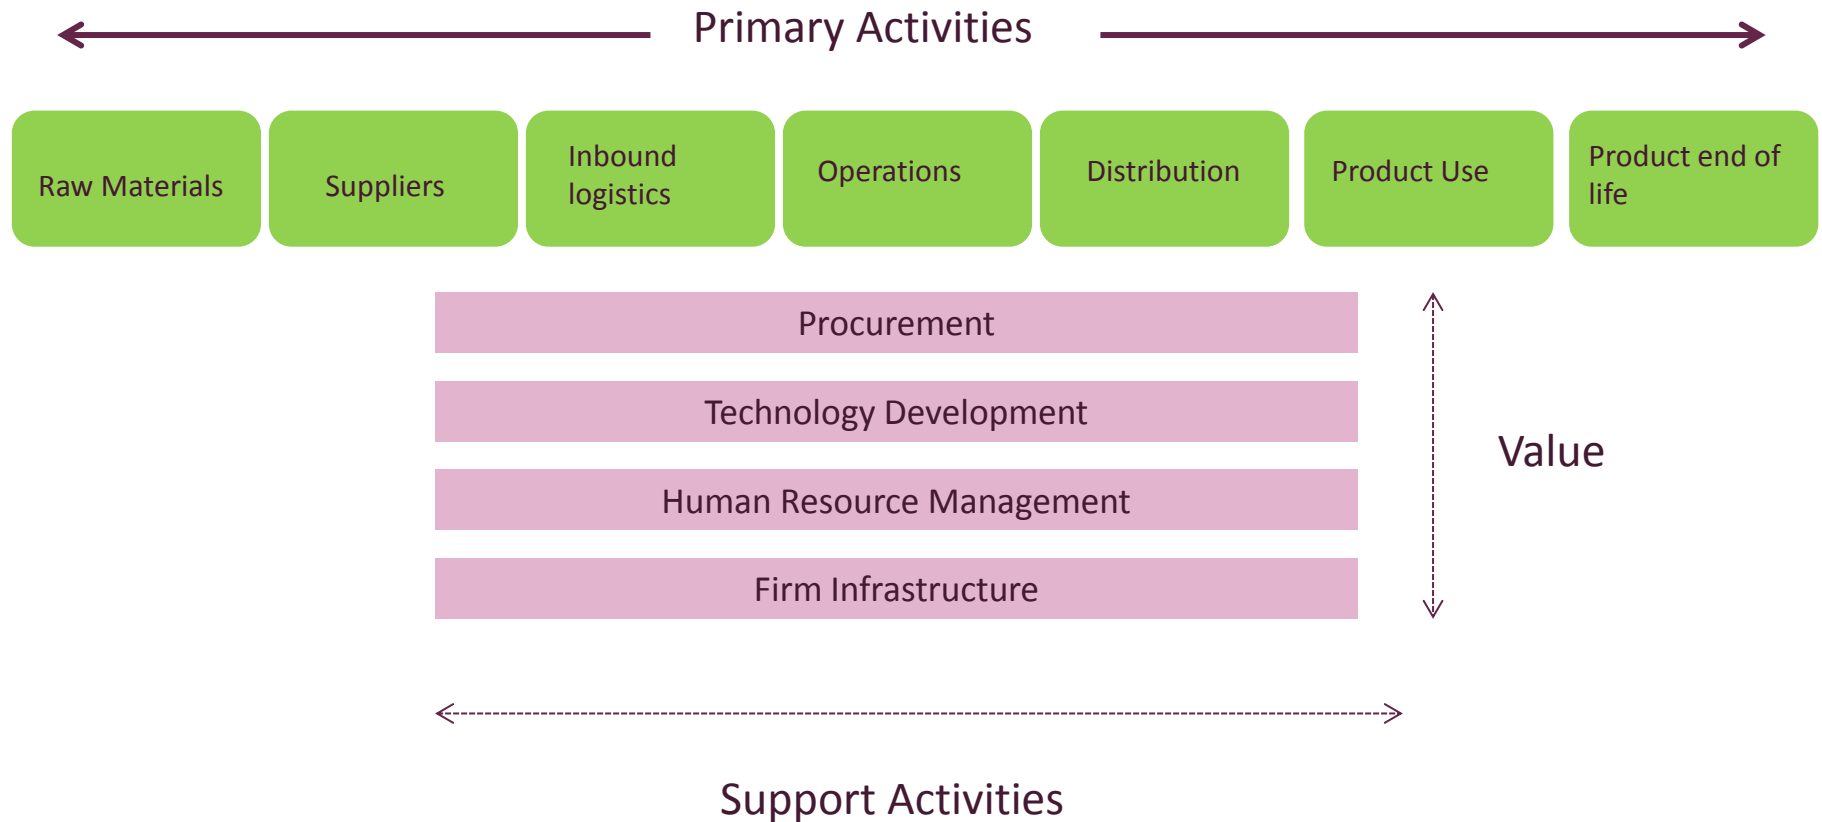 Primary Activities
Raw Materials
Suppliers
Inbound
logistics
Operations
Distribution
Product Use
Product end of
life
Procurement
Technology Development
Human Resource Management
Firm Infrastructure
Value
Support Activities